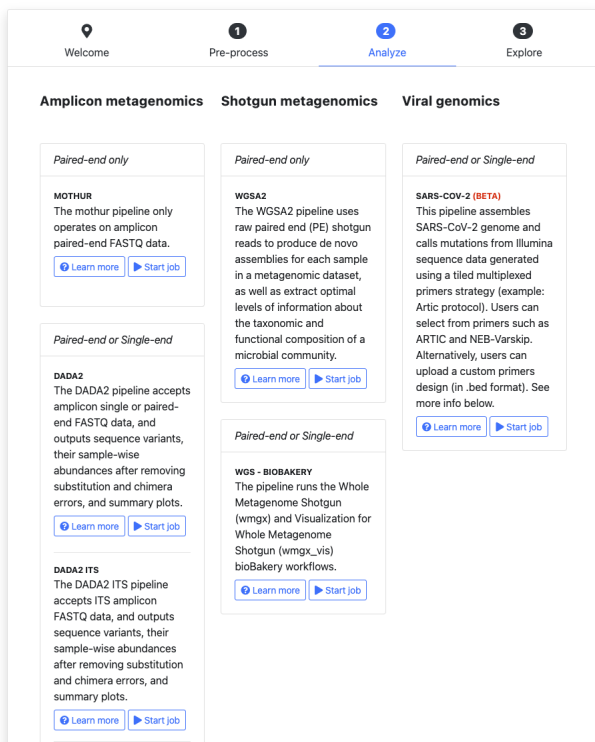 1
2
3
Welcome
Pre-process
Analyze
Explore
Amplicon metagenomics
Shotgun metagenomics
Viral genomics
Paired-end only
MOTHUR
The mothur pipeline only
operates on amplicon
paired-end FASTQ data.
Learn more
Start job
Paired-end or Single-end
DADA2
The DADA2 pipeline accepts
amplicon single or paired-
end FASTQ data, and
outputs sequence variants,
their sample-wise
abundances after removing
substitution and chimera
errors, and summary plots.
Learn more
Start job
DADA2 ITS
The DADA2 ITS pipeline
accepts ITS amplicon
FASTQ data, and outputs
sequence variants, their
sample-wise abundances
after removing substitution
and chimera errors, and
summary plots.
Learn more
Start job
Paired-end only
WGSA2
The WGSA2 pipeline uses
raw paired end (PE) shotgun
reads to produce de novo
assemblies for each sample
in a metagenomic dataset,
as well as extract optimal
levels of information about
the taxonomic and
functional composition of a
microbial community.
Learn more
Start job
Paired-end or Single-end
WGS - BIOBAKERY
The pipeline runs the Whole
Metagenome Shotgun
(wmgx) and Visualization for
Whole Metagenome
Shotgun (wmgx_vis)
bioBakery workflows.
Learn more
Start job
Paired-end or Single-end
SARS-COV-2 (BETA)
This pipeline assembles
SARS-CoV-2 genome and
calls mutations from Illumina
sequence data generated
using a tiled multiplexed
primers strategy (example:
Artic protocol). Users can
select from primers such as
ARTIC and NEB-Varskip.
Alternatively, users can
upload a custom primers
design (in .bed format). See
more info below.
Learn more
Start job